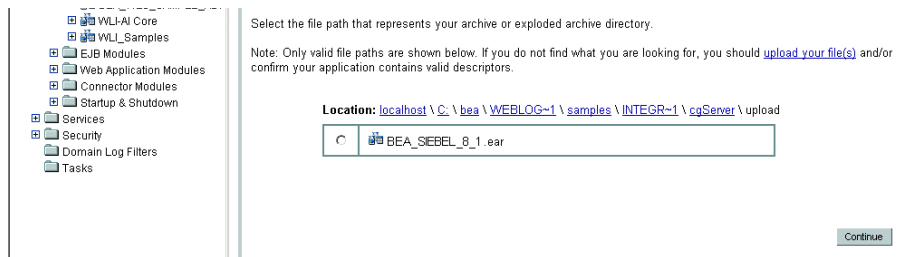 WLI-AI Core
WLI_Samples
EJB Modules
Web Application Modules
Connector Modules
Startup & Shutdown
Services
Security
Domain Log Filters
Tasks
Select the file path that represents your archive or exploded archive directory.
Note: Only valid file paths are shown below. If you do not find what you are looking for, you should upload your file(s) and/or
confirm your application contains valid descriptors.
Location: localhost \ C: \ bea \ WEBLOG~1 \ samples \ INTEGR~1 \ cgServer \ upload
BEA_SIEBEL_8_1.ear
Continue